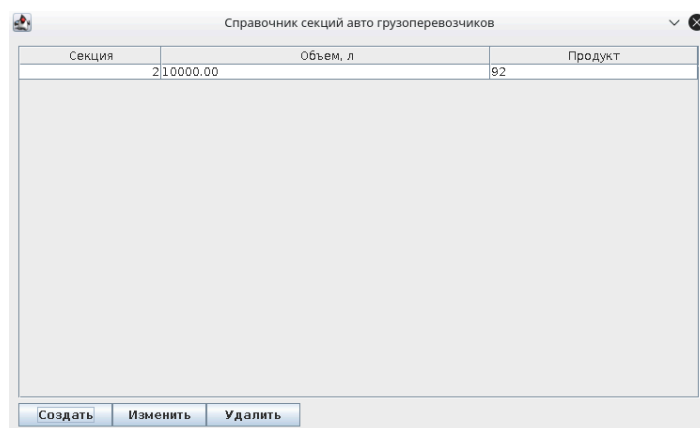 Справочник секций авто грузоперевозчиков
Секция Объем, л Продукт
2 10000.00 92
Создать Изменить Удалить